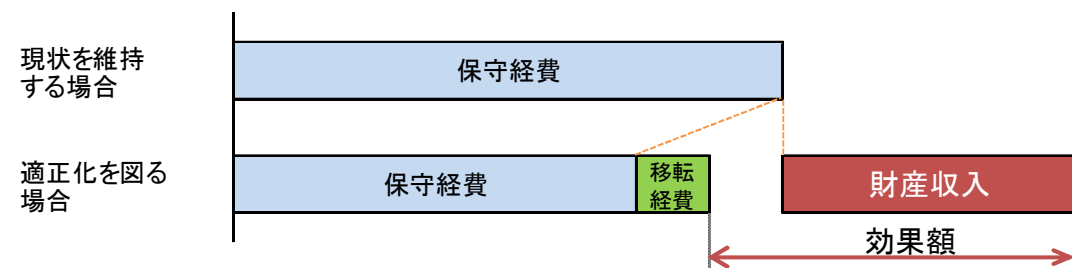 現状を維持
する場合
保守経費
適正化を図る
場合
保守経費
移転
経費
財産収入
効果額